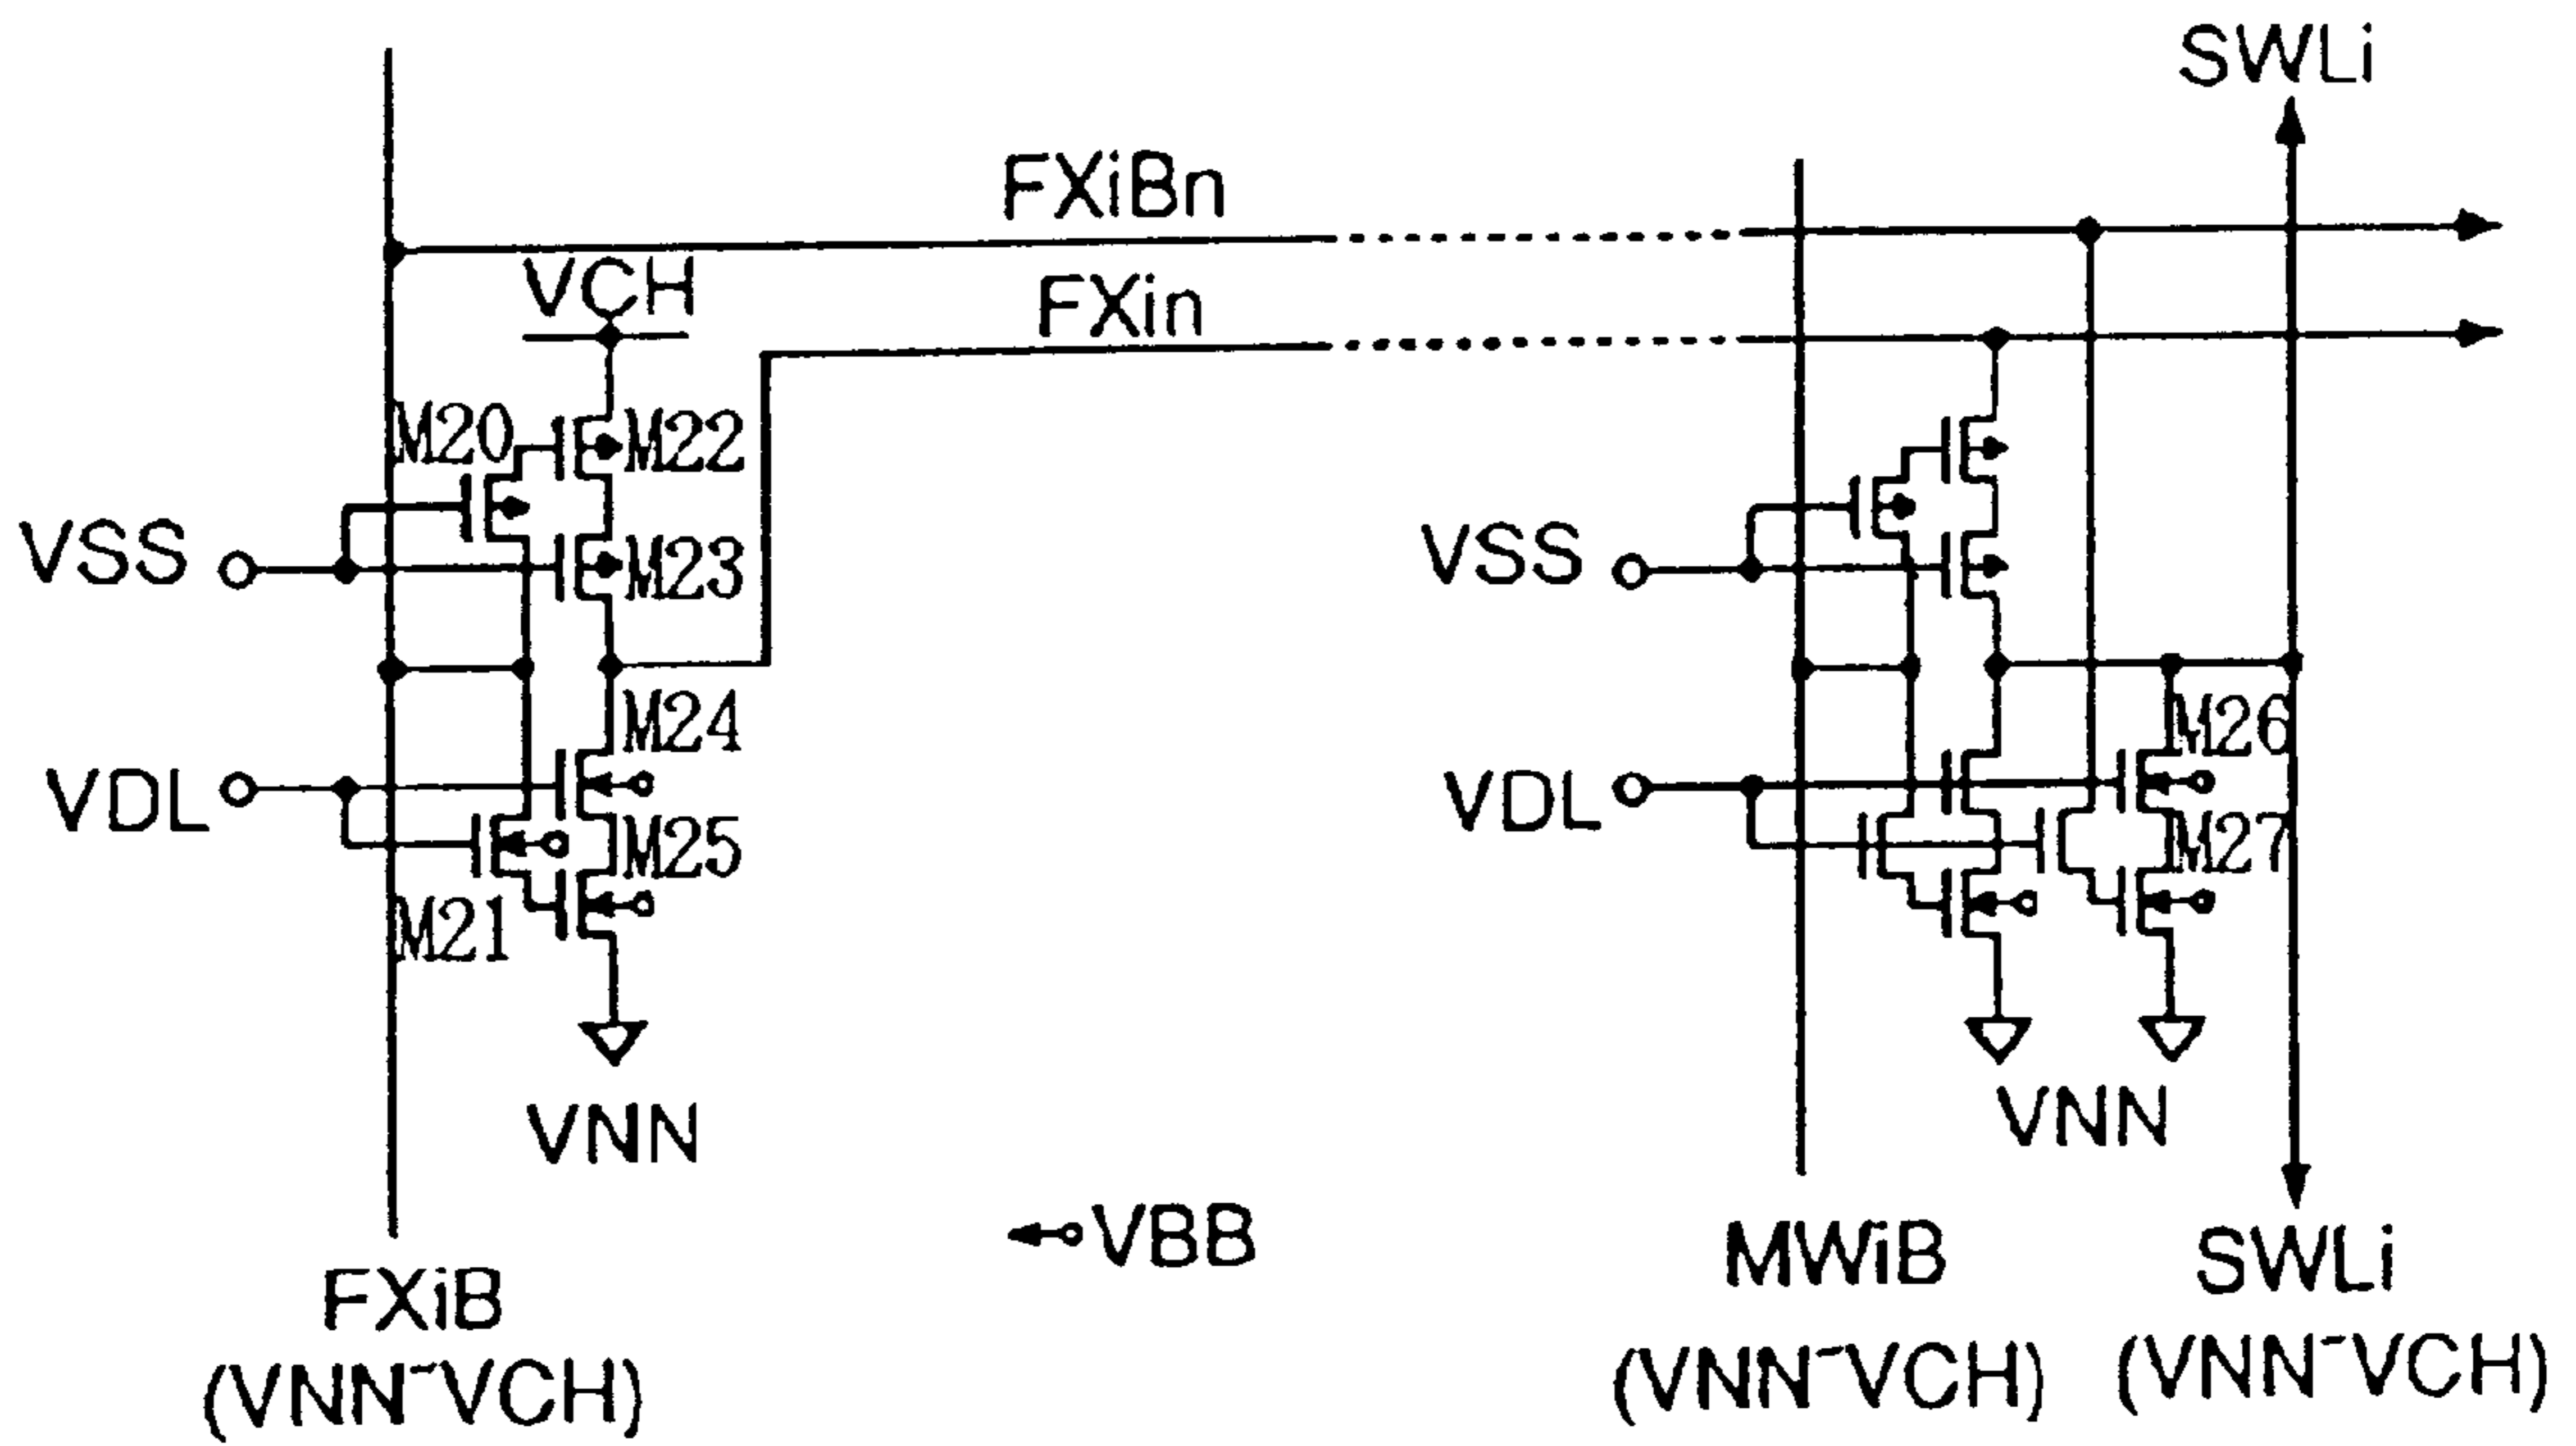 SWLi
FXiBn
VCH
FXin
M20
M22
VSS
M23
VSS
M24
M26
VDL
VDL
M25
M27
M21
VNN
VNN
VBB
MWiB
SWLi
FXiB
(VNN‾VCH)
(VNN‾VCH)
(VNN‾VCH)